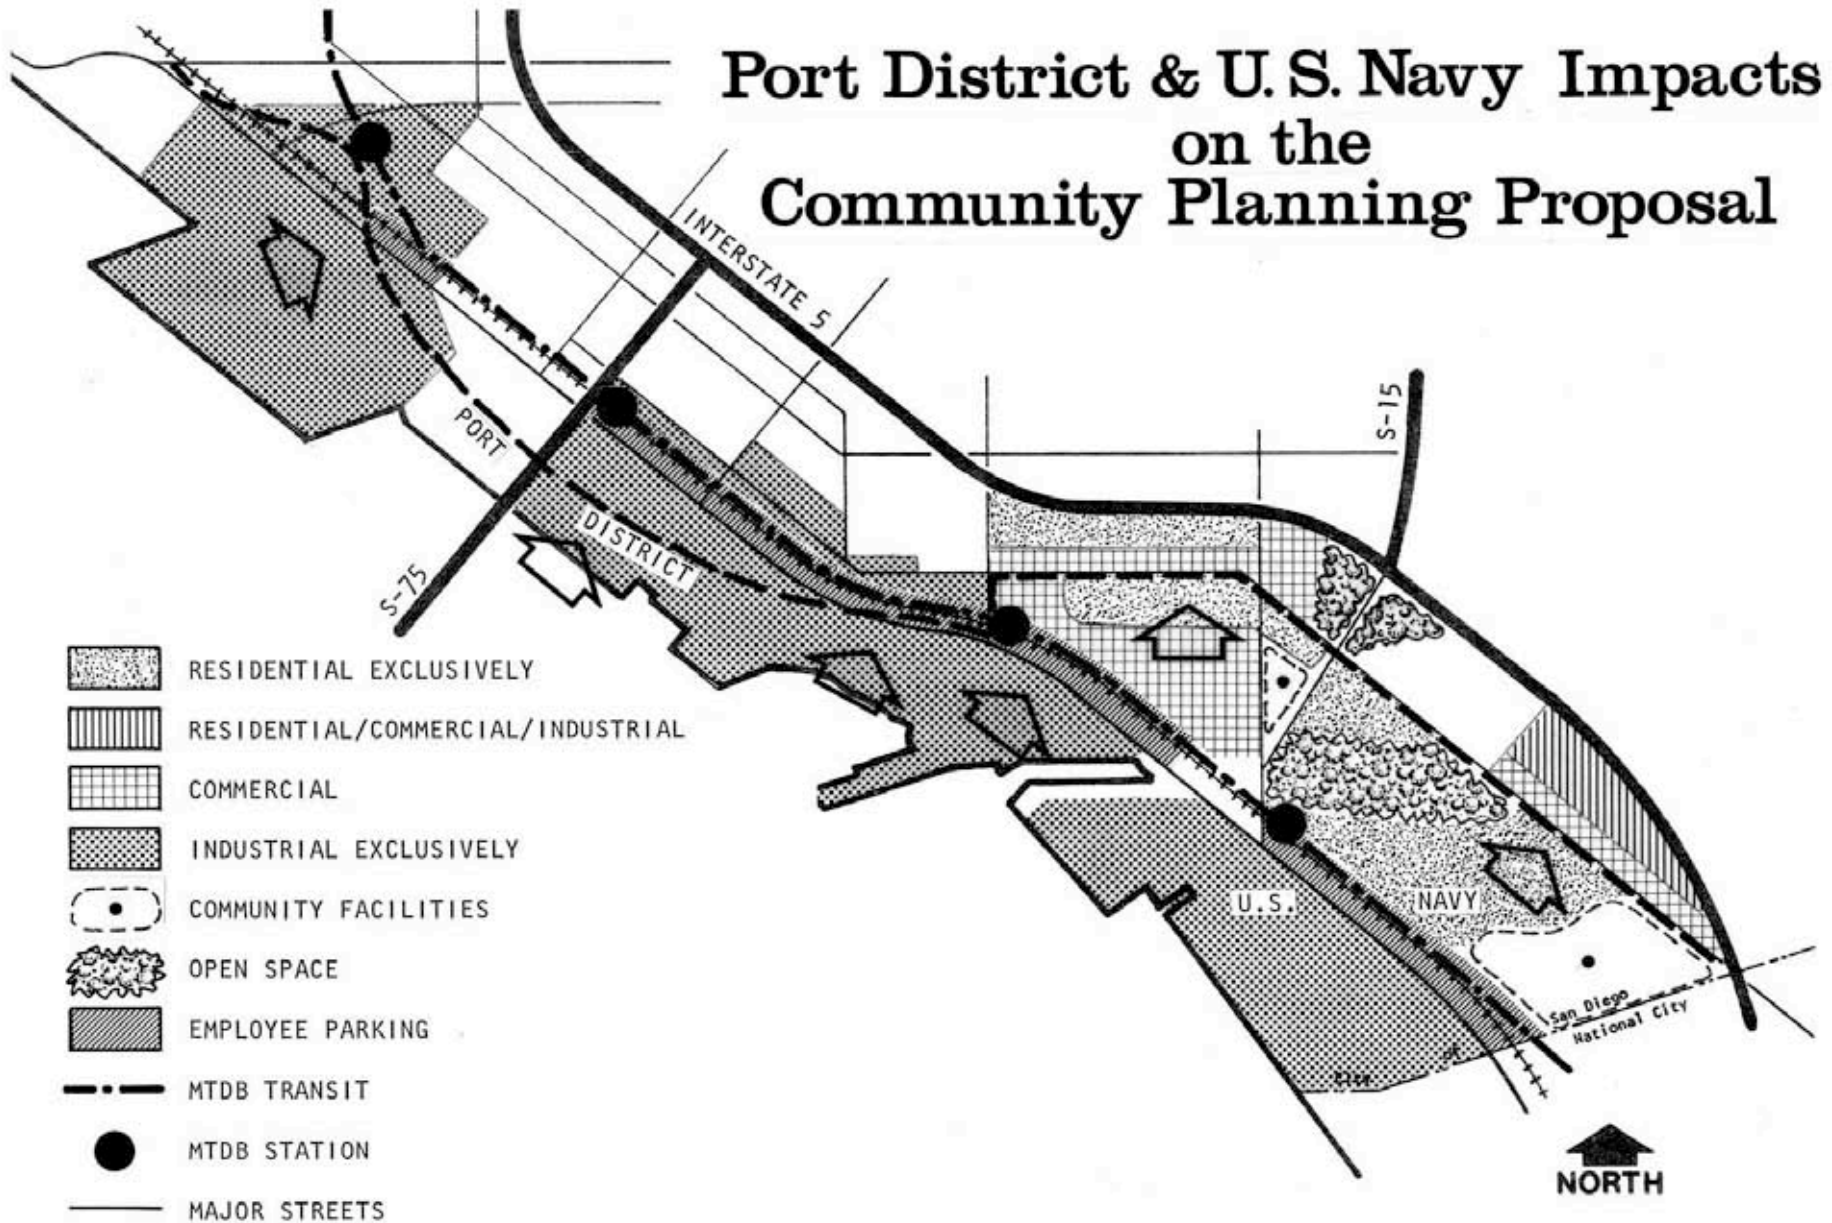 Port District & U.S. Navy Impacts
on the
Community Planning Proposal
INTERSTATE 5
S-15
PORT
DISTRICT
S-75
U.S.
NAVY
San Diego
National City
City
of
RESIDENTIAL EXCLUSIVELY
RESIDENTIAL/COMMERCIAL/INDUSTRIAL
COMMERCIAL
INDUSTRIAL EXCLUSIVELY
COMMUNITY FACILITIES
OPEN SPACE
EMPLOYEE PARKING
MTDB TRANSIT
MTDB STATION
MAJOR STREETS
NORTH